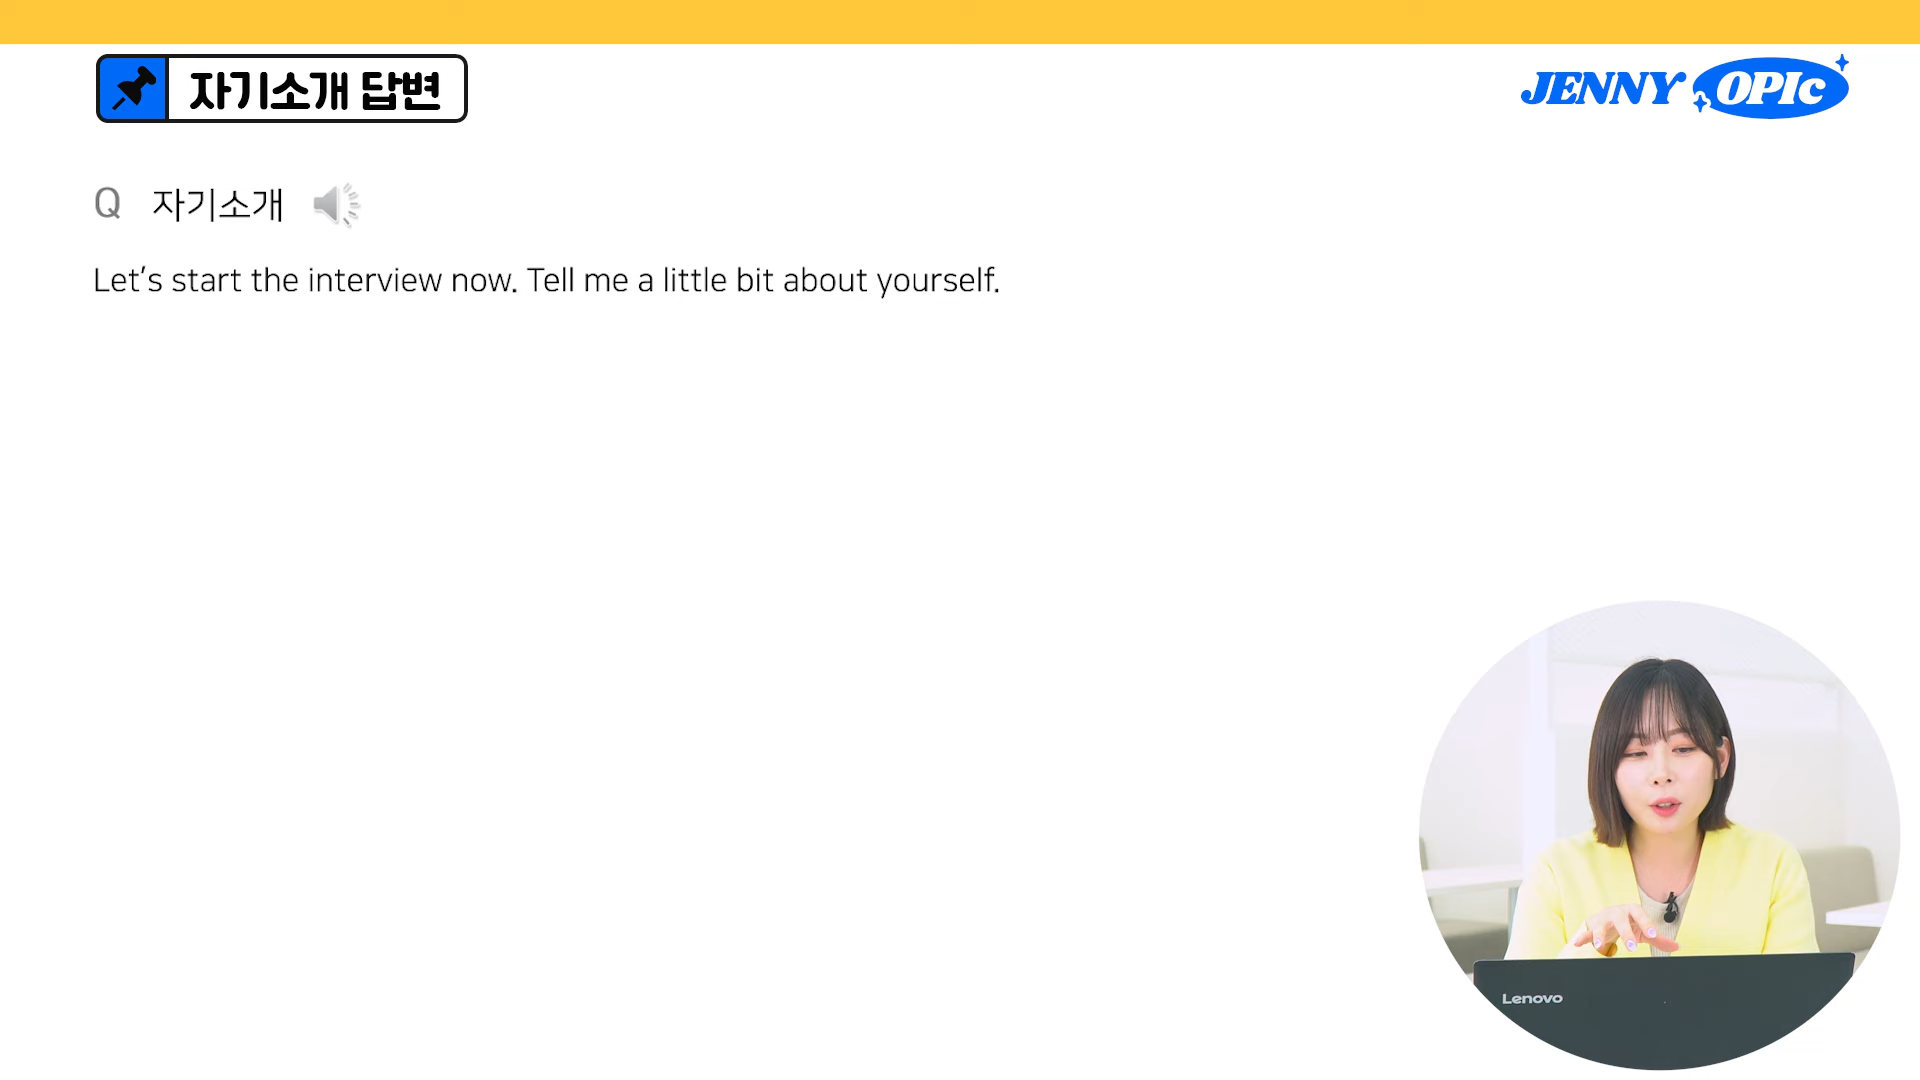 자기소개 답변
JENNY OPIc
Q 자기소개
Let's start the interview now. Tell me a little bit about yourself.
Lenovo